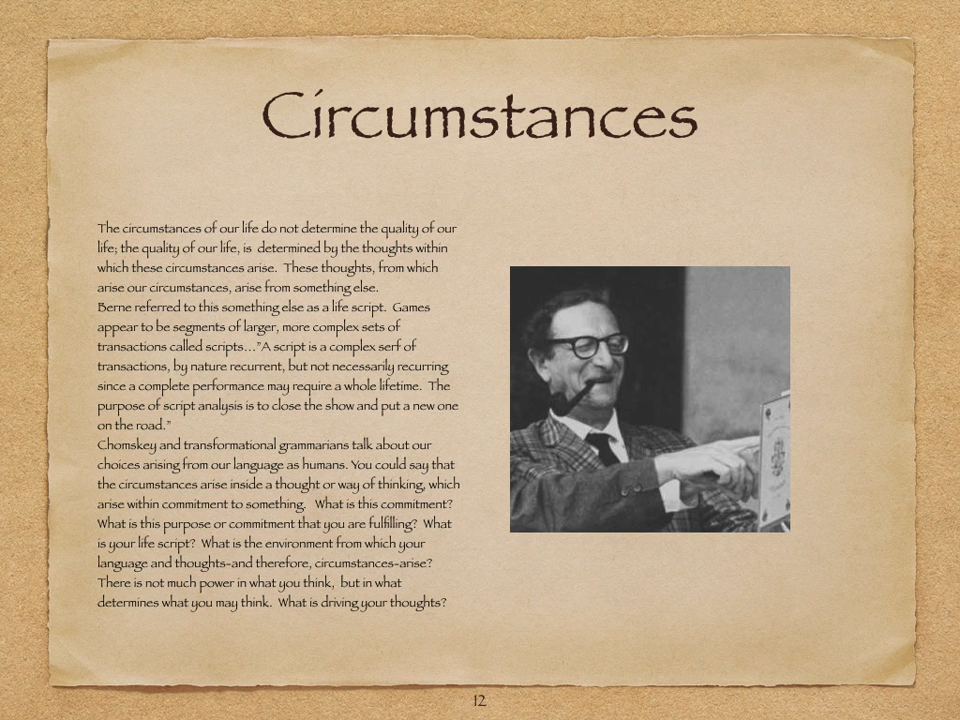 Circumstances
The circumstances of our life do not determine the quality of our
life; the quality of our life, is  determined by the thoughts within
which these circumstances arise.  These thoughts, from which
arise our circumstances, arise from something else.
Berne referred to this something else as a life script.  Games
appear to be segments of larger, more complex sets of
transactions called scripts…"A script is a complex serf of
transactions, by nature recurrent, but not necessarily recurring
since a complete performance may require a whole lifetime.  The
purpose of script analysis is to close the show and put a new one
on the road."
Chomskey and transformational grammarians talk about our
choices arising from our language as humans. You could say that
the circumstances arise inside a thought or way of thinking, which
arise within commitment to something.   What is this commitment?
What is this purpose or commitment that you are fulfilling?  What
is your life script?  What is the environment from which your
language and thoughts-and therefore, circumstances-arise?
There is not much power in what you think,  but in what
determines what you may think.  What is driving your thoughts?
12